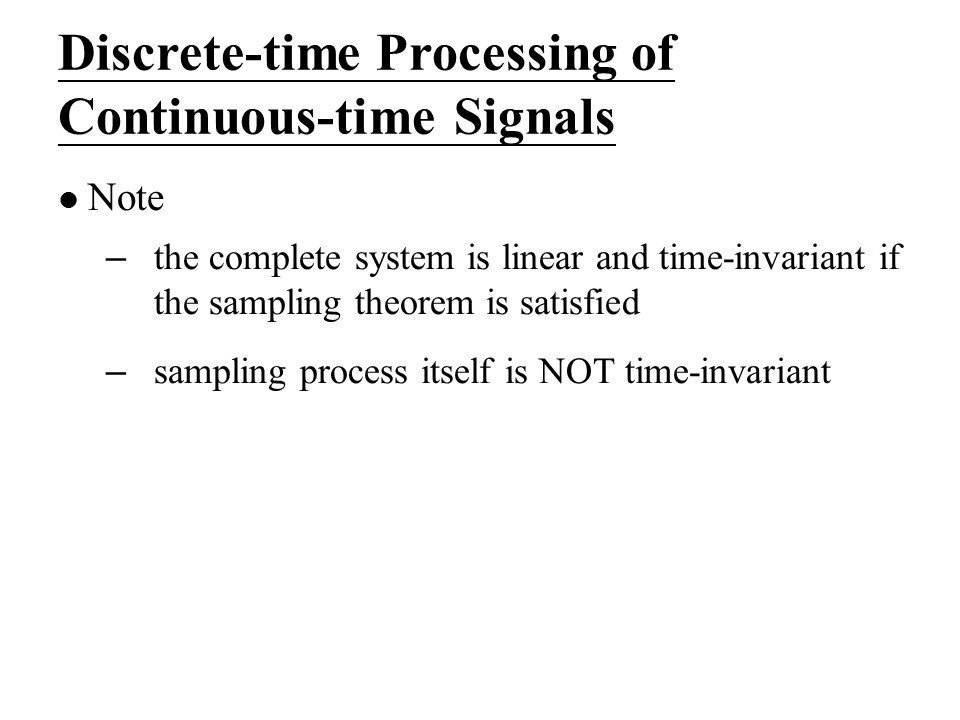 Discrete-time Processing of
Continuous-time Signals
● Note
– the complete system is linear and time-invariant if
the sampling theorem is satisfied
– sampling process itself is NOT time-invariant